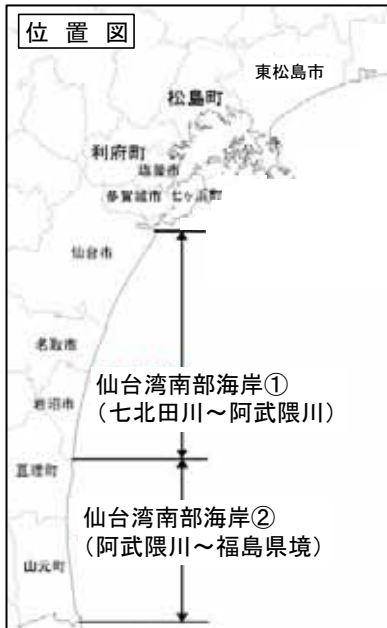 位置図
東松島市
松島町
利府町
塩竈市
多賀城市 七ヶ浜町
仙台市
名取市
岩沼市
仙台湾南部海岸①
（七北田川～阿武隈川）
亘理町
仙台湾南部海岸②
（阿武隈川～福島県境）
山元町